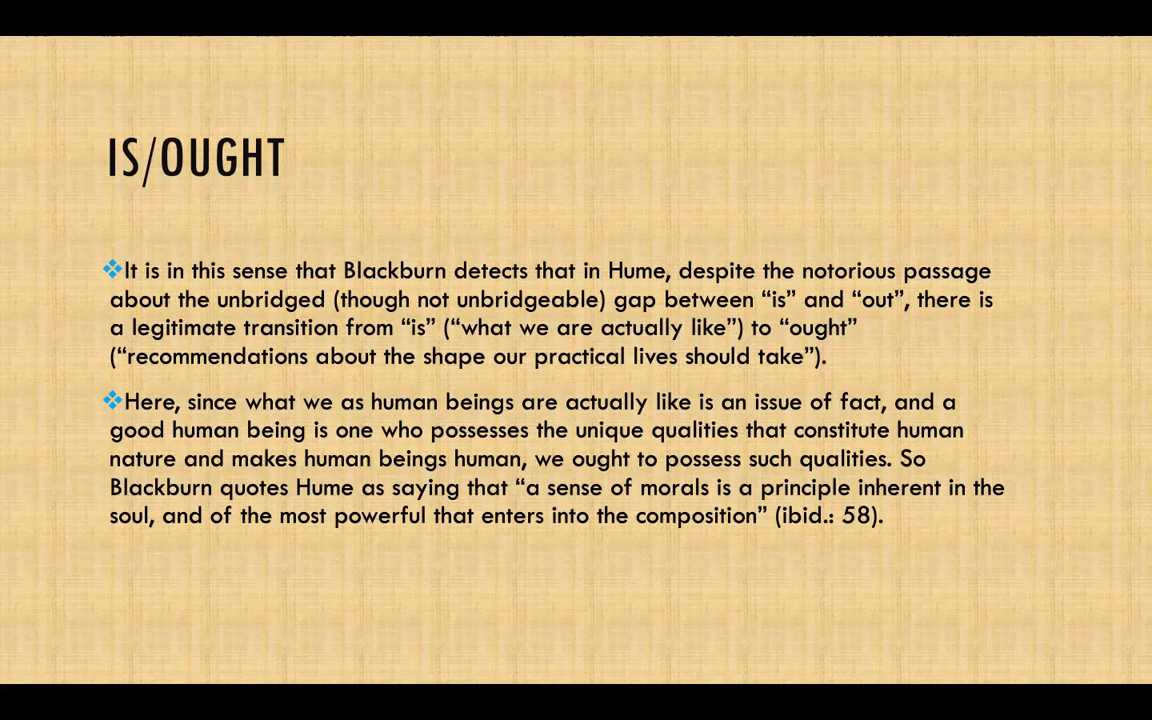 IS/OUGHT
❖It is in this sense that Blackburn detects that in Hume, despite the notorious passage
about the unbridged (though not unbridgeable) gap between “is” and “out”, there is
a legitimate transition from “is” (“what we are actually like”) to “ought”
(“recommendations about the shape our practical lives should take”).
❖Here, since what we as human beings are actually like is an issue of fact, and a
good human being is one who possesses the unique qualities that constitute human
nature and makes human beings human, we ought to possess such qualities. So
Blackburn quotes Hume as saying that “a sense of morals is a principle inherent in the
soul, and of the most powerful that enters into the composition” (ibid.: 58).